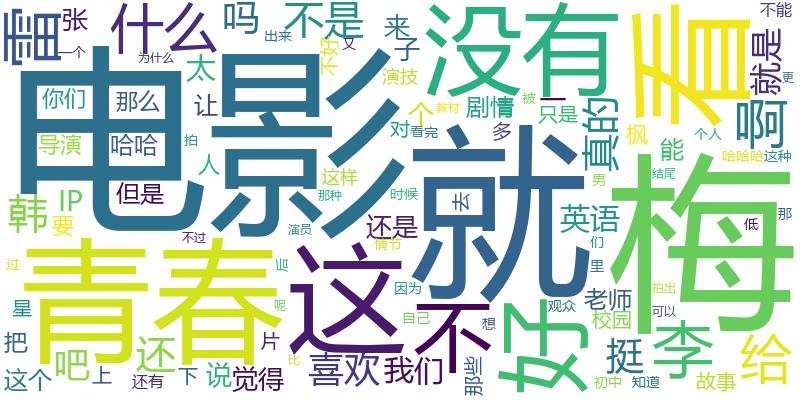 雷
张
什么
吗
不是
来
子
没有
看
不能
就是
更
一个
出来
为什么
又
不好
太
演技
你们
那么
让
个
剧情
一
真的
啊
电影
就
梅
导演
哈哈
拍
对
看完
教材
被
只是
多
枫
个人
能
哈哈哈
这种
但是
人
这样
那种
时候
去
男
结尾
韩
IP
要
还是
英语
低
那
不过
演员
情节
们
过
青春
后
这
不
里
拍出
星
呢
因为
自己
好
观众
老师
可以
校园
把
吧
还
片
想
李
给
挺
这个
上
还有
下
说
觉得
比
喜欢
我们
那些
初中
知道
故事